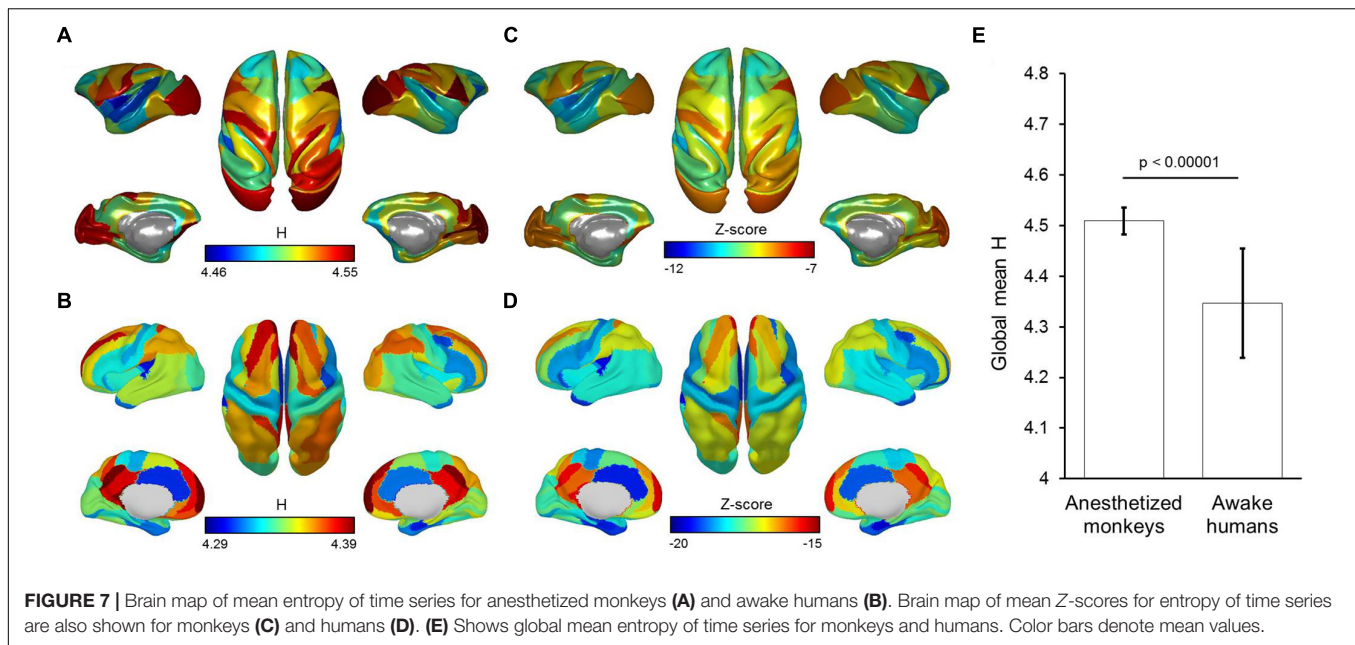 A
H
4.46 4.55
B
H
4.29 4.39
C
Z-score
-12 -7
D
Z-score
-20 -15
E
Global mean H
4.8
4.7
4.6
4.5
4.4
4.3
4.2
4.1
4
p < 0.00001
Anesthetized monkeys
Awake humans
FIGURE 7 | Brain map of mean entropy of time series for anesthetized monkeys (A) and awake humans (B). Brain map of mean Z-scores for entropy of time series
are also shown for monkeys (C) and humans (D). (E) Shows global mean entropy of time series for monkeys and humans. Color bars denote mean values.